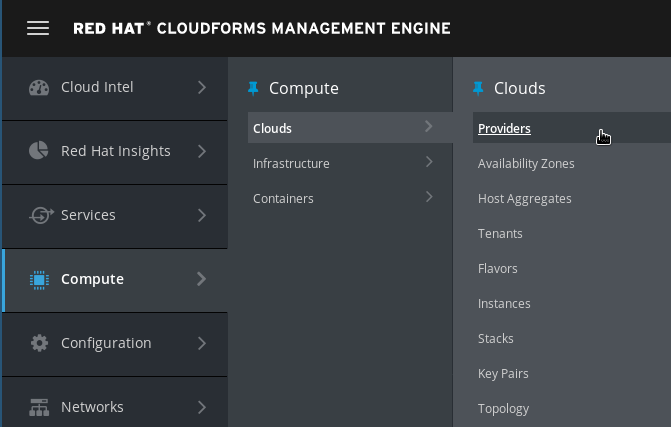 RED HAT® CLOUDFORMS MANAGEMENT ENGINE
Cloud Intel
Red Hat Insights
Services
Compute
Configuration
Networks
Compute
Clouds
Infrastructure
Containers
Clouds
Providers
Availability Zones
Host Aggregates
Tenants
Flavors
Instances
Stacks
Key Pairs
Topology